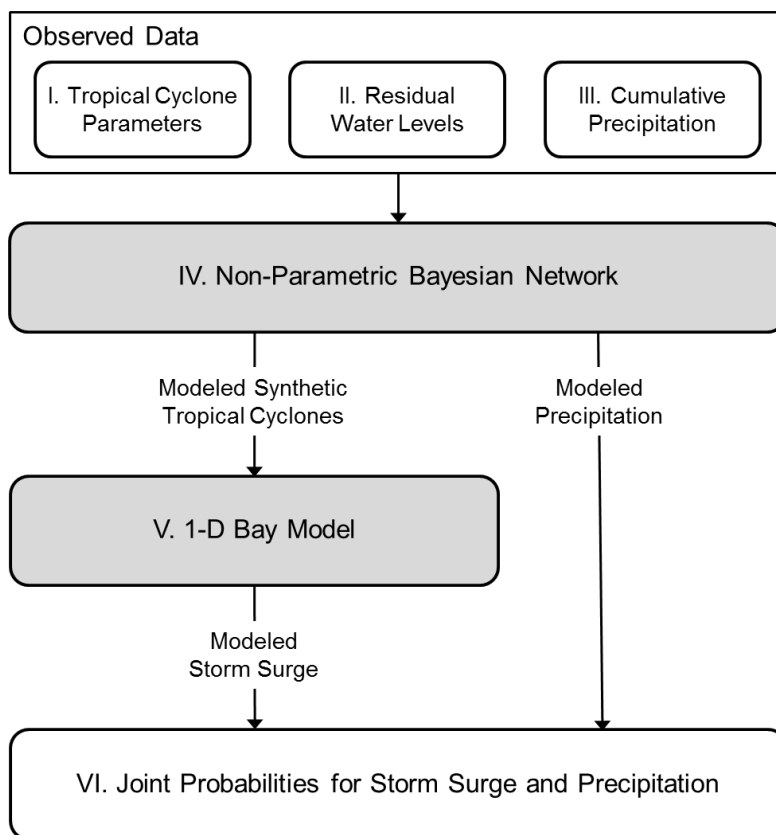 Observed Data
I. Tropical Cyclone
Parameters
II. Residual
Water Levels
III. Cumulative
Precipitation
IV. Non-Parametric Bayesian Network
Modeled Synthetic
Tropical Cyclones
Modeled
Precipitation
V. 1-D Bay Model
Modeled
Storm Surge
VI. Joint Probabilities for Storm Surge and Precipitation